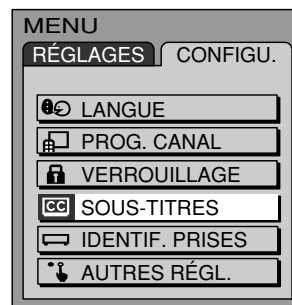 MENU
RÉGLAGES CONFIGU.
LANGUE
PROG. CANAL
VERROUILLAGE
CC SOUS-TITRES
IDENTIF. PRISES
AUTRES RÉGL.